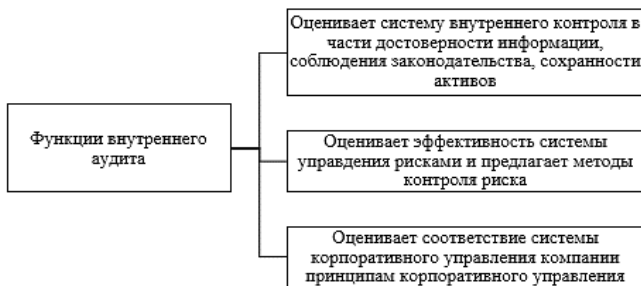 Функции внутреннего
аудита
Оценивает систему внутреннего контроля в
части достоверности информации,
соблюдения законодательства, сохранности
активов
Оценивает эффективность системы
управления рисками и предлагает методы
контроля риска
Оценивает соответствие системы
корпоративного управления компании
принципам корпоративного управления